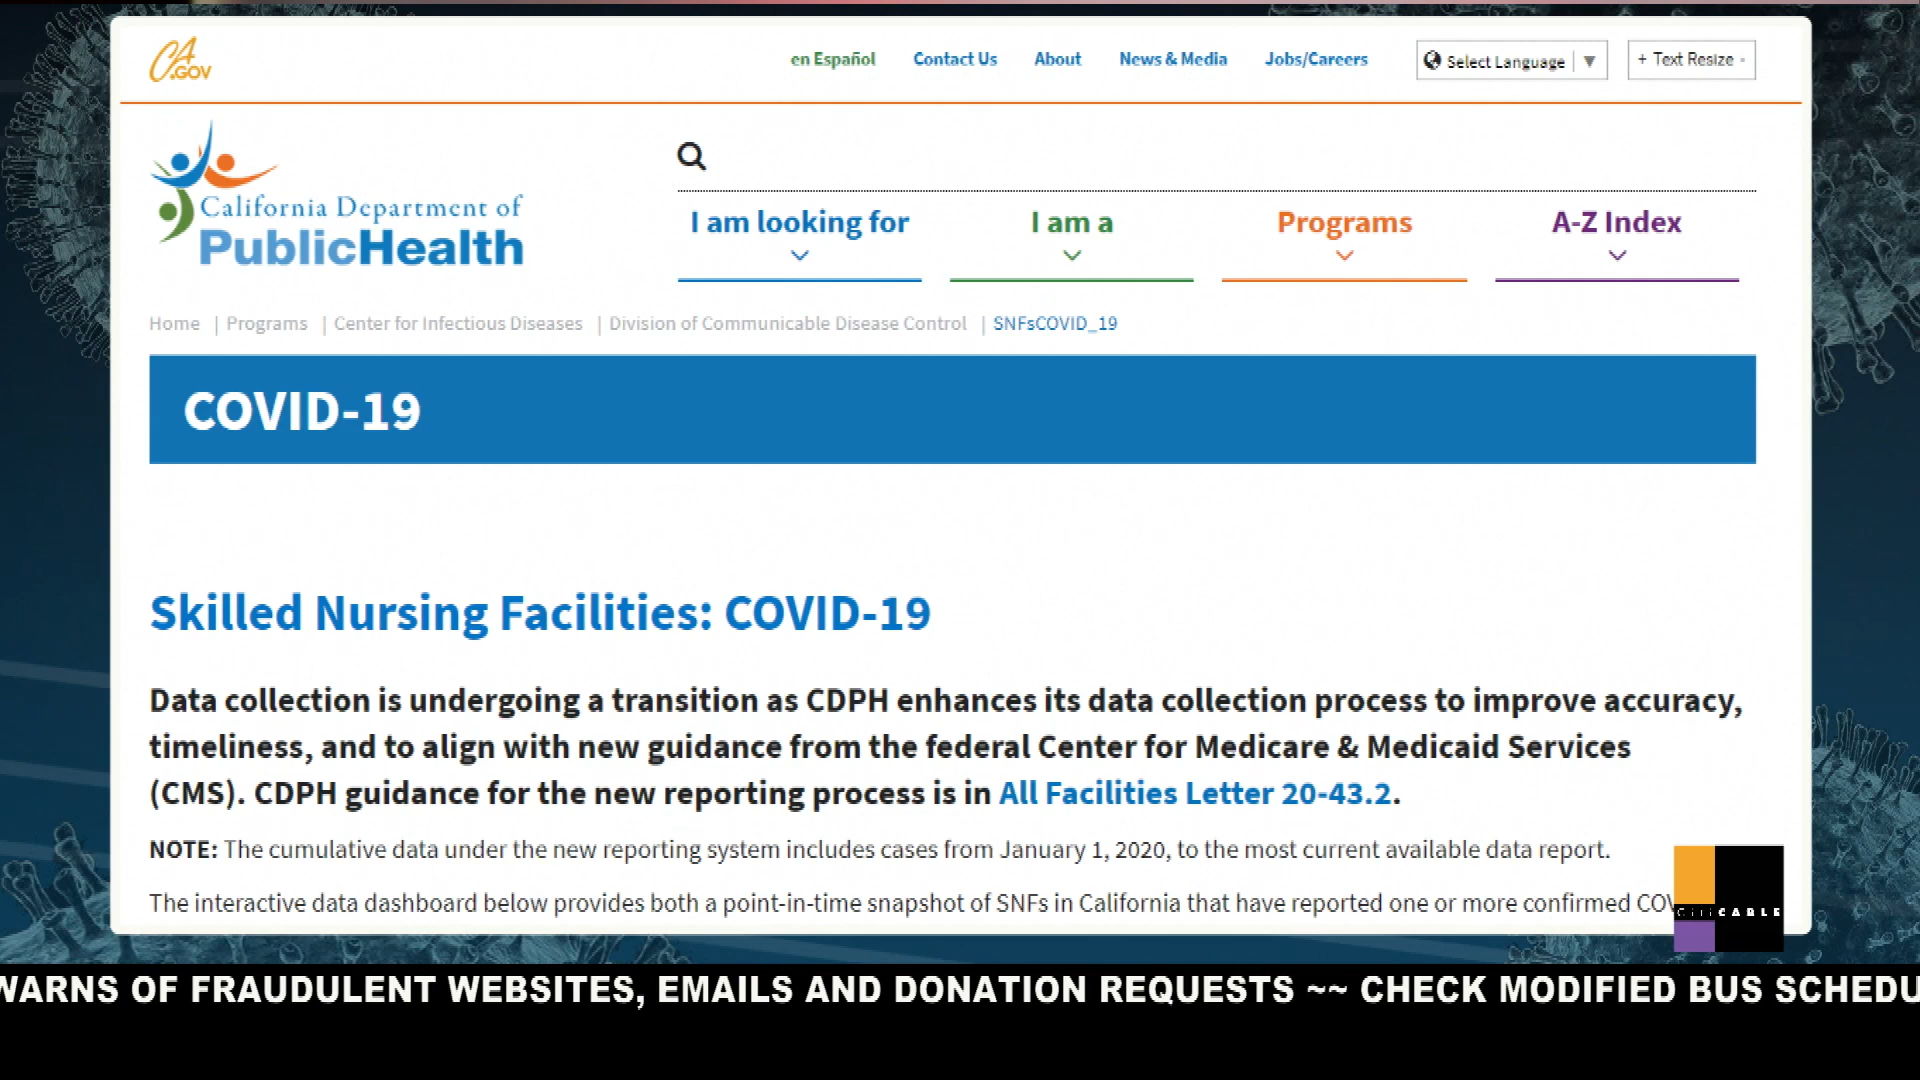 CA.GOV
en Español Contact Us About News & Media Jobs/Careers Select Language ▼ + Text Resize -
California Department of
PublicHealth
I am looking for I am a Programs A-Z Index
Home | Programs | Center for Infectious Diseases | Division of Communicable Disease Control | SNFsCOVID_19
COVID-19
Skilled Nursing Facilities: COVID-19
Data collection is undergoing a transition as CDPH enhances its data collection process to improve accuracy,
timeliness, and to align with new guidance from the federal Center for Medicare & Medicaid Services
(CMS). CDPH guidance for the new reporting process is in All Facilities Letter 20-43.2.
NOTE: The cumulative data under the new reporting system includes cases from January 1, 2020, to the most current available data report.
The interactive data dashboard below provides both a point-in-time snapshot of SNFs in California that have reported one or more confirmed
CABLE
WARNS OF FRAUDULENT WEBSITES, EMAILS AND DONATION REQUESTS ~~ CHECK MODIFIED BUS SCHEDU